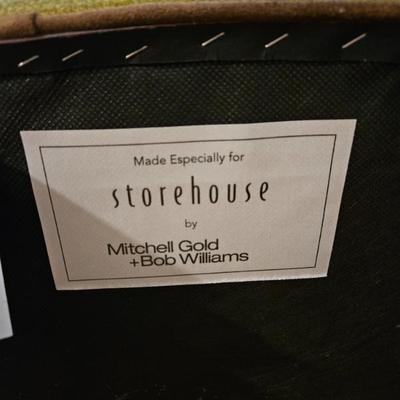 Made Especially for
storehouse
by
Mitchell Gold
+Bob Williams